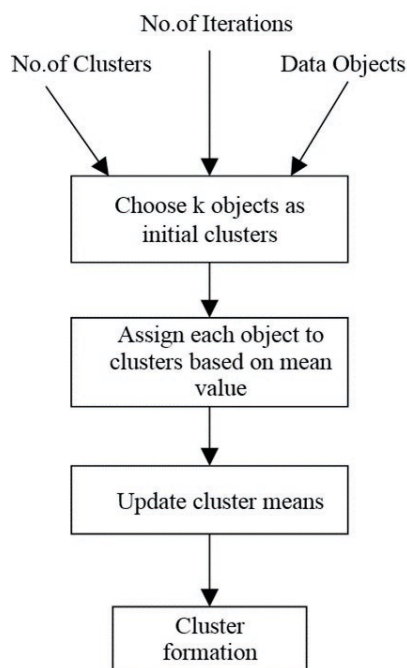 No.of Iterations
No.of Clusters
Data Objects
Choose k objects as
initial clusters
Assign each object to
clusters based on mean
value
Update cluster means
Cluster
formation